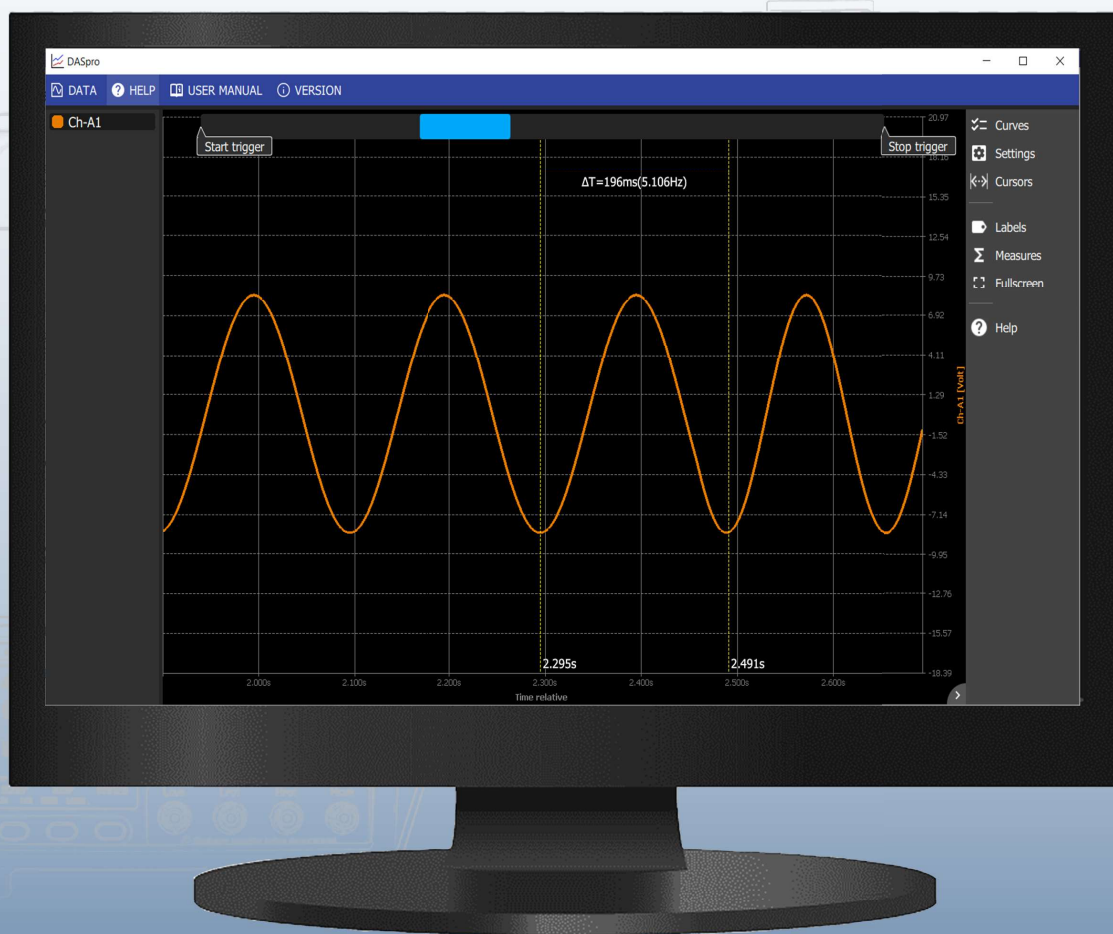 DASpro
DATA HELP USER MANUAL VERSION
Ch-A1
Start trigger
Stop trigger
ΔT=196ms(5.106Hz)
20.97
18.15
15.35
12.54
9.73
6.92
4.11
1.29
-1.52
-4.33
-7.14
-9.95
-12.76
-15.57
-18.39
Ch-A1 [Volt]
2.295s
2.491s
2.000s 2.100s 2.200s 2.300s 2.400s 2.500s 2.600s
Time relative
Curves
Settings
Cursors
Labels
Measures
Fullscreen
Help